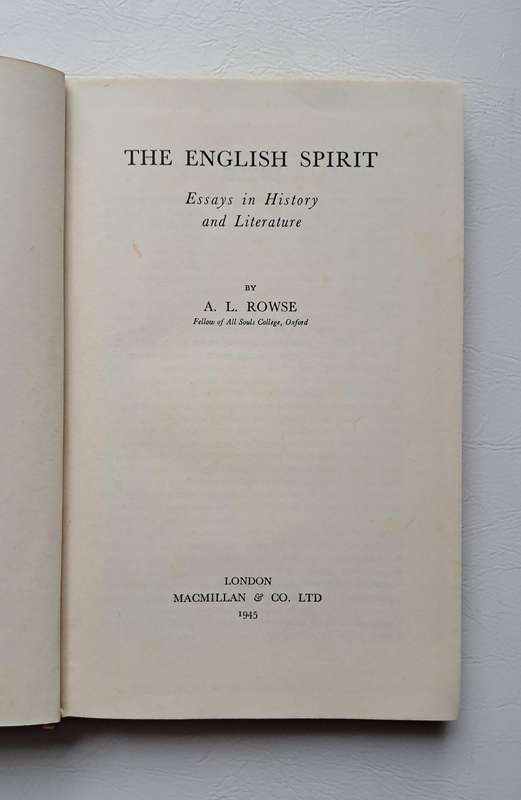 THE ENGLISH SPIRIT
Essays in History
and Literature
BY
A. L. ROWSE
Fellow of All Souls College, Oxford
LONDON
MACMILLAN & CO. LTD
1945